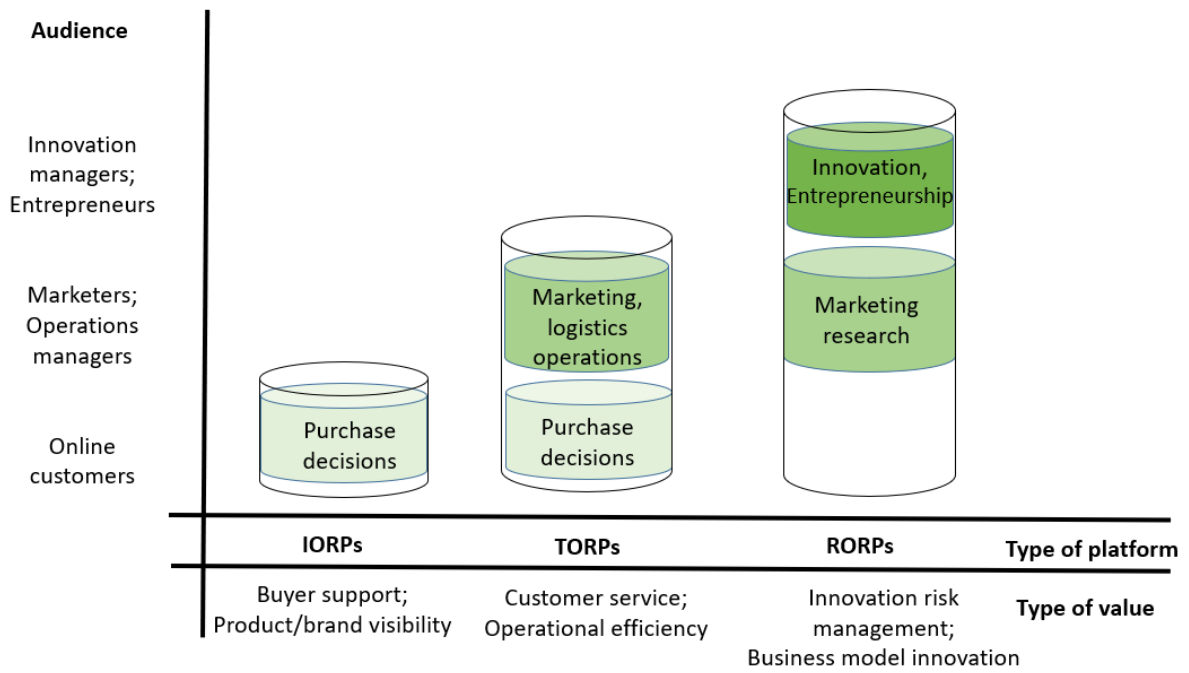 Audience
Innovation
managers;
Entrepreneurs
Marketers;
Operations
managers
Online
customers
Purchase
decisions
Marketing,
logistics
operations
Purchase
decisions
Innovation,
Entrepreneurship
Marketing
research
IORPs
TORPs
RORPs
Type of platform
Buyer support;
Product/brand visibility
Customer service;
Operational efficiency
Innovation risk
management;
Business model innovation
Type of value